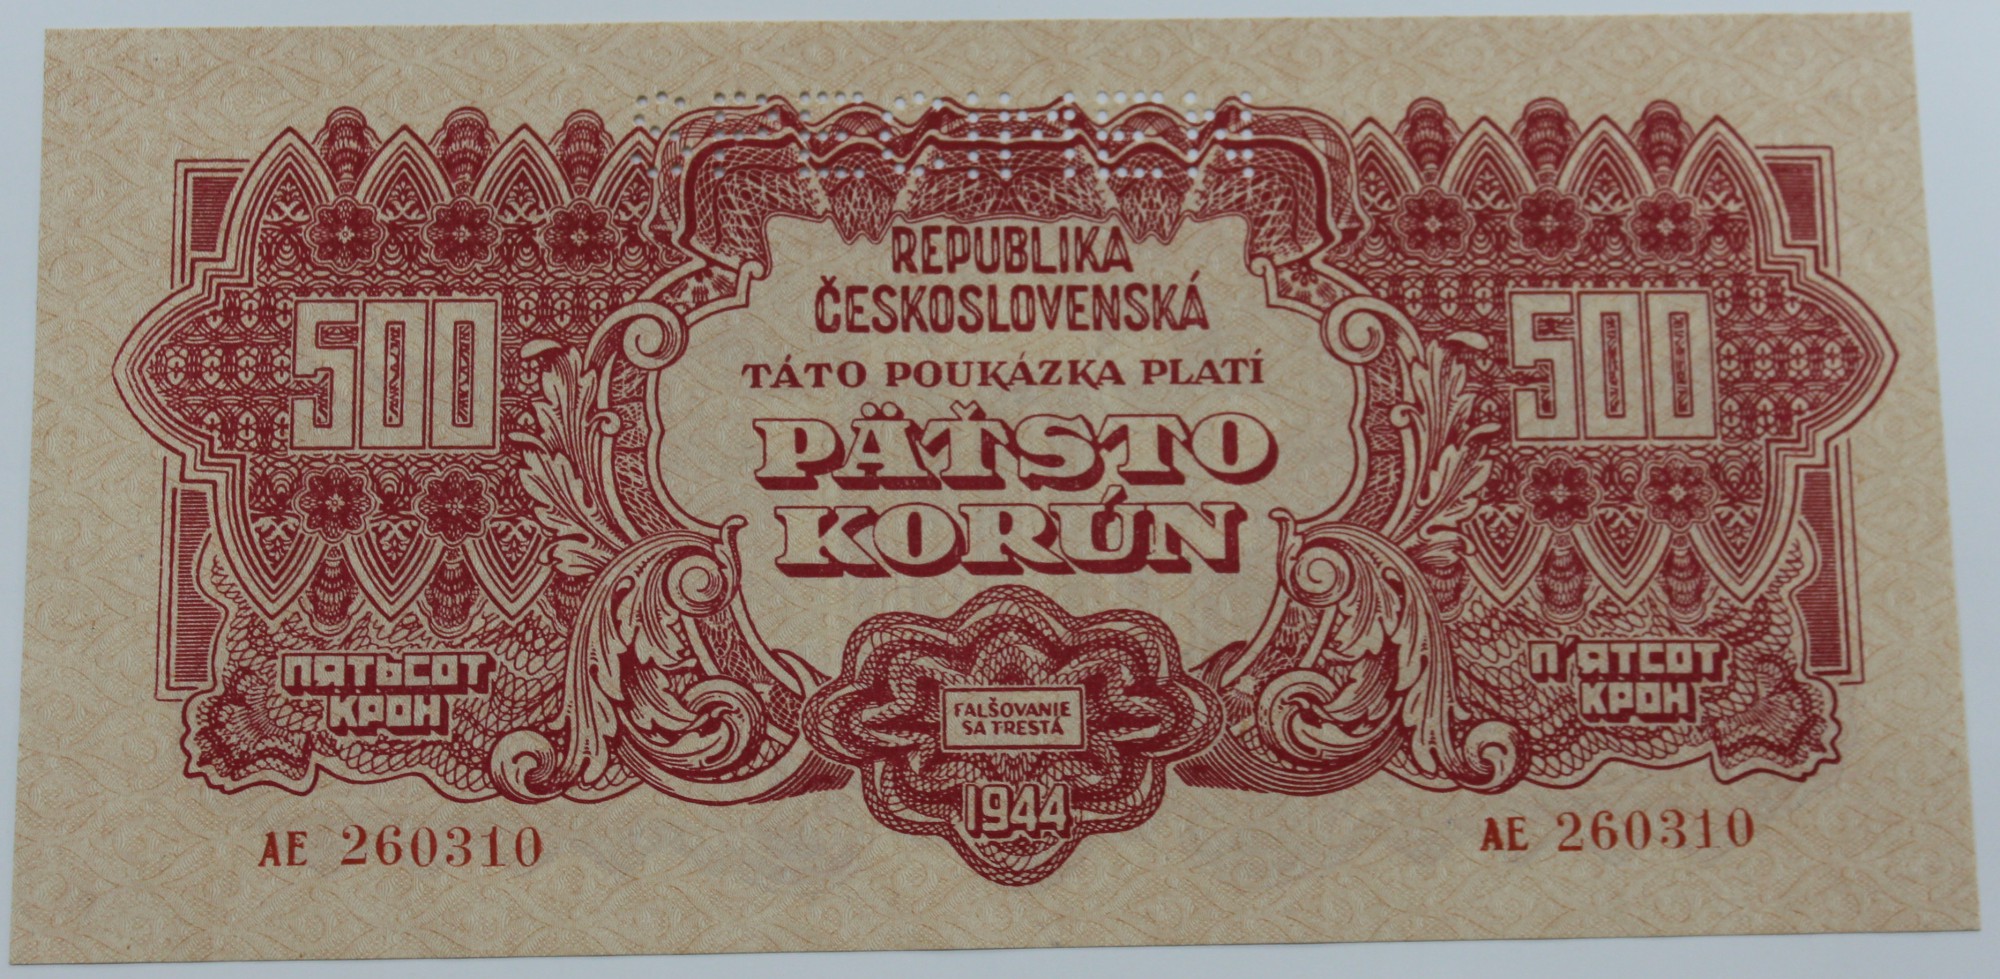 SPECIMEN
REPUBLIKA
ČESKOSLOVENSKÁ
TÁTO POUKÁZKA PLATÍ
PÄŤSTO
KORÚN
500
500
ПЯТЬСОТ
КРОН
П'ЯТСОТ
КРОН
FALŠOVANIE
SA TRESTÁ
1944
AE 260310
AE 260310